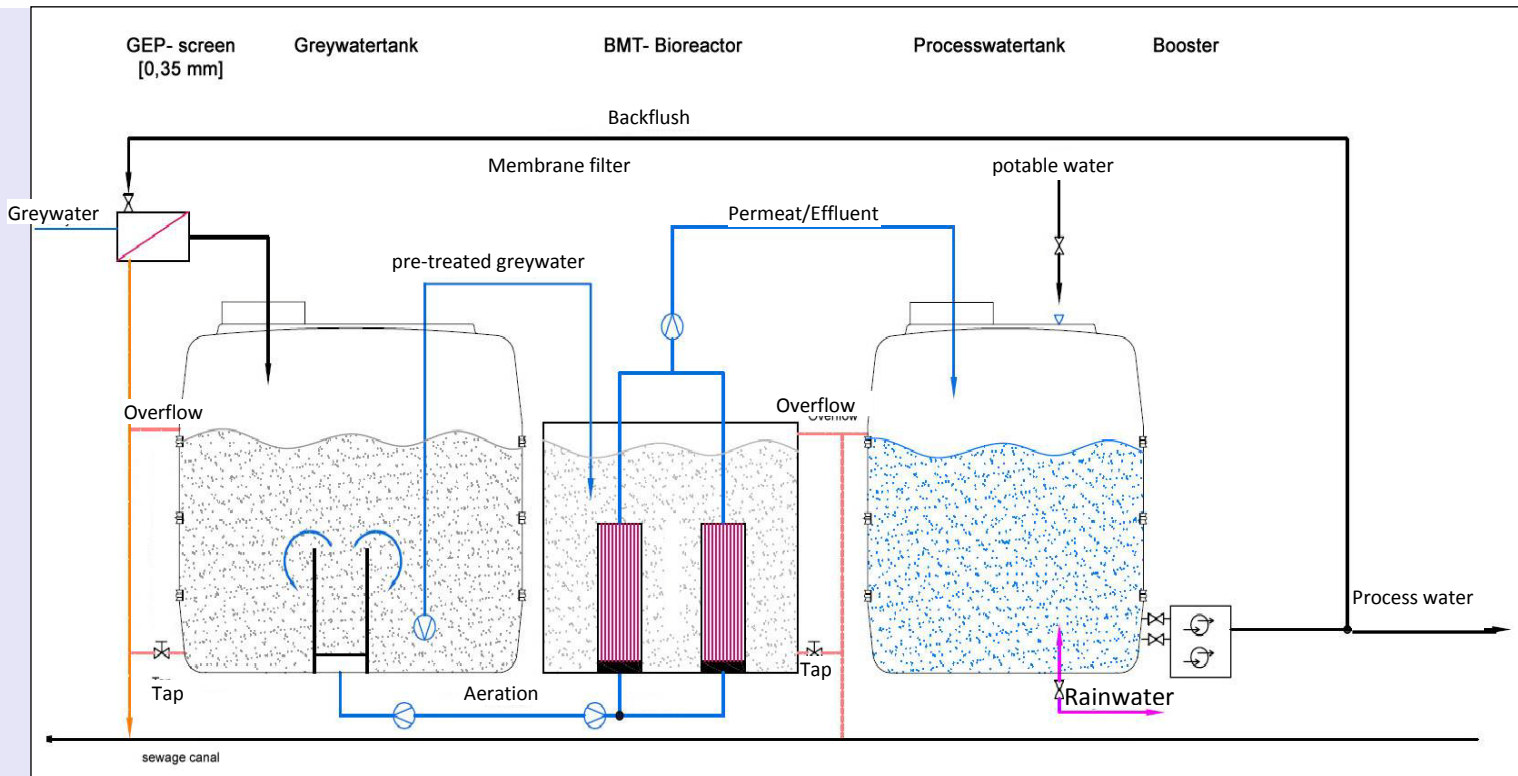 GEP- screen
[0,35 mm]
Greywatertank
BMT- Bioreactor
Processwatertank
Booster
Backflush
Membrane filter
potable water
Greywater
Permeat/Effluent
pre-treated greywater
Overflow
Overflow
Overflow
Process water
Tap
Aeration
Tap
Rainwater
sewage canal